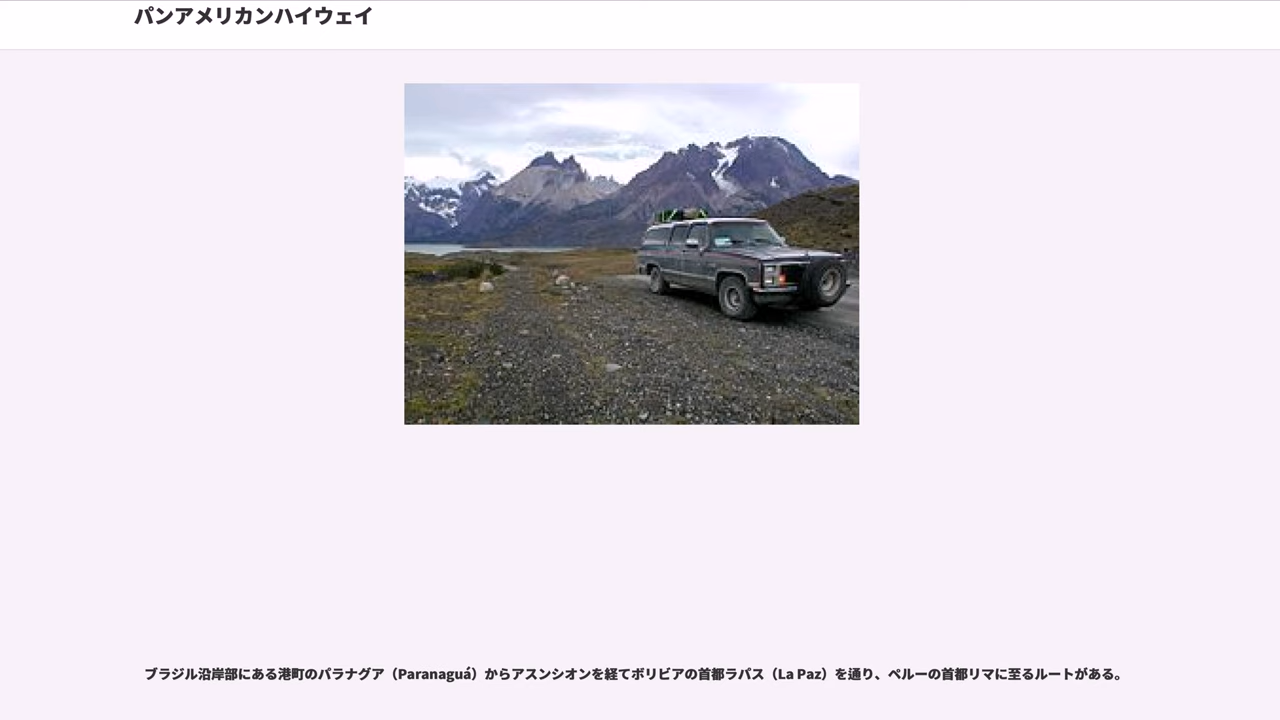 パンアメリカンハイウェイ
ブラジル沿岸部にある港町のパラナグア（Paranaguá）からアスンシオンを経てボリビアの首都ラパス（La Paz）を通り、ペルーの首都リマに至るルートがある。